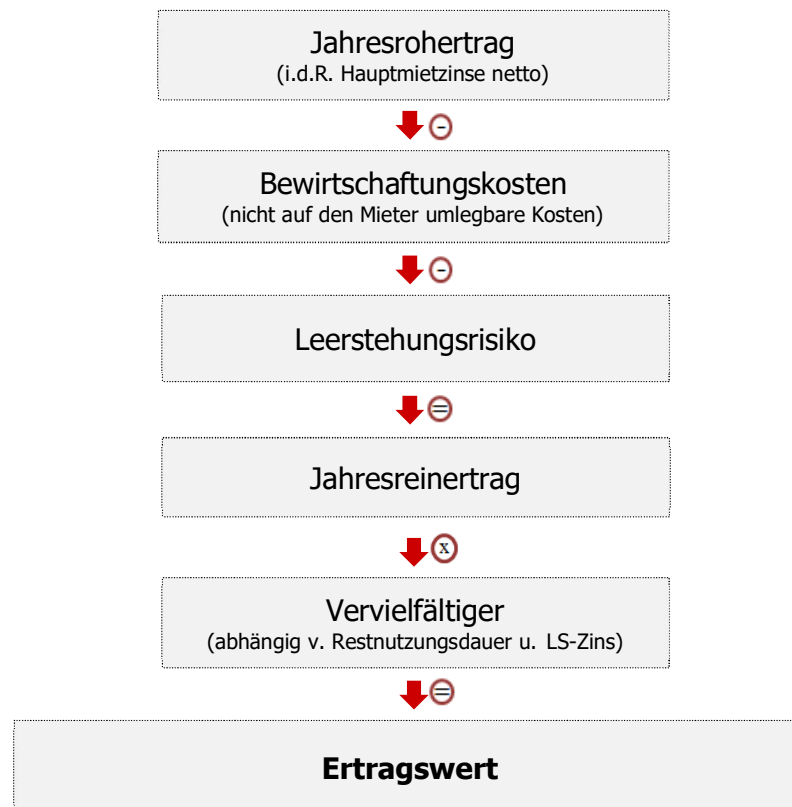 Jahresrohertrag
(i.d.R. Hauptmietzinse netto)
-
Bewirtschaftungskosten
(nicht auf den Mieter umlegbare Kosten)
-
Leerstehungsrisiko
=
Jahresreinertrag
x
Vervielfältiger
(abhängig v. Restnutzungsdauer u. LS-Zins)
=
Ertragswert